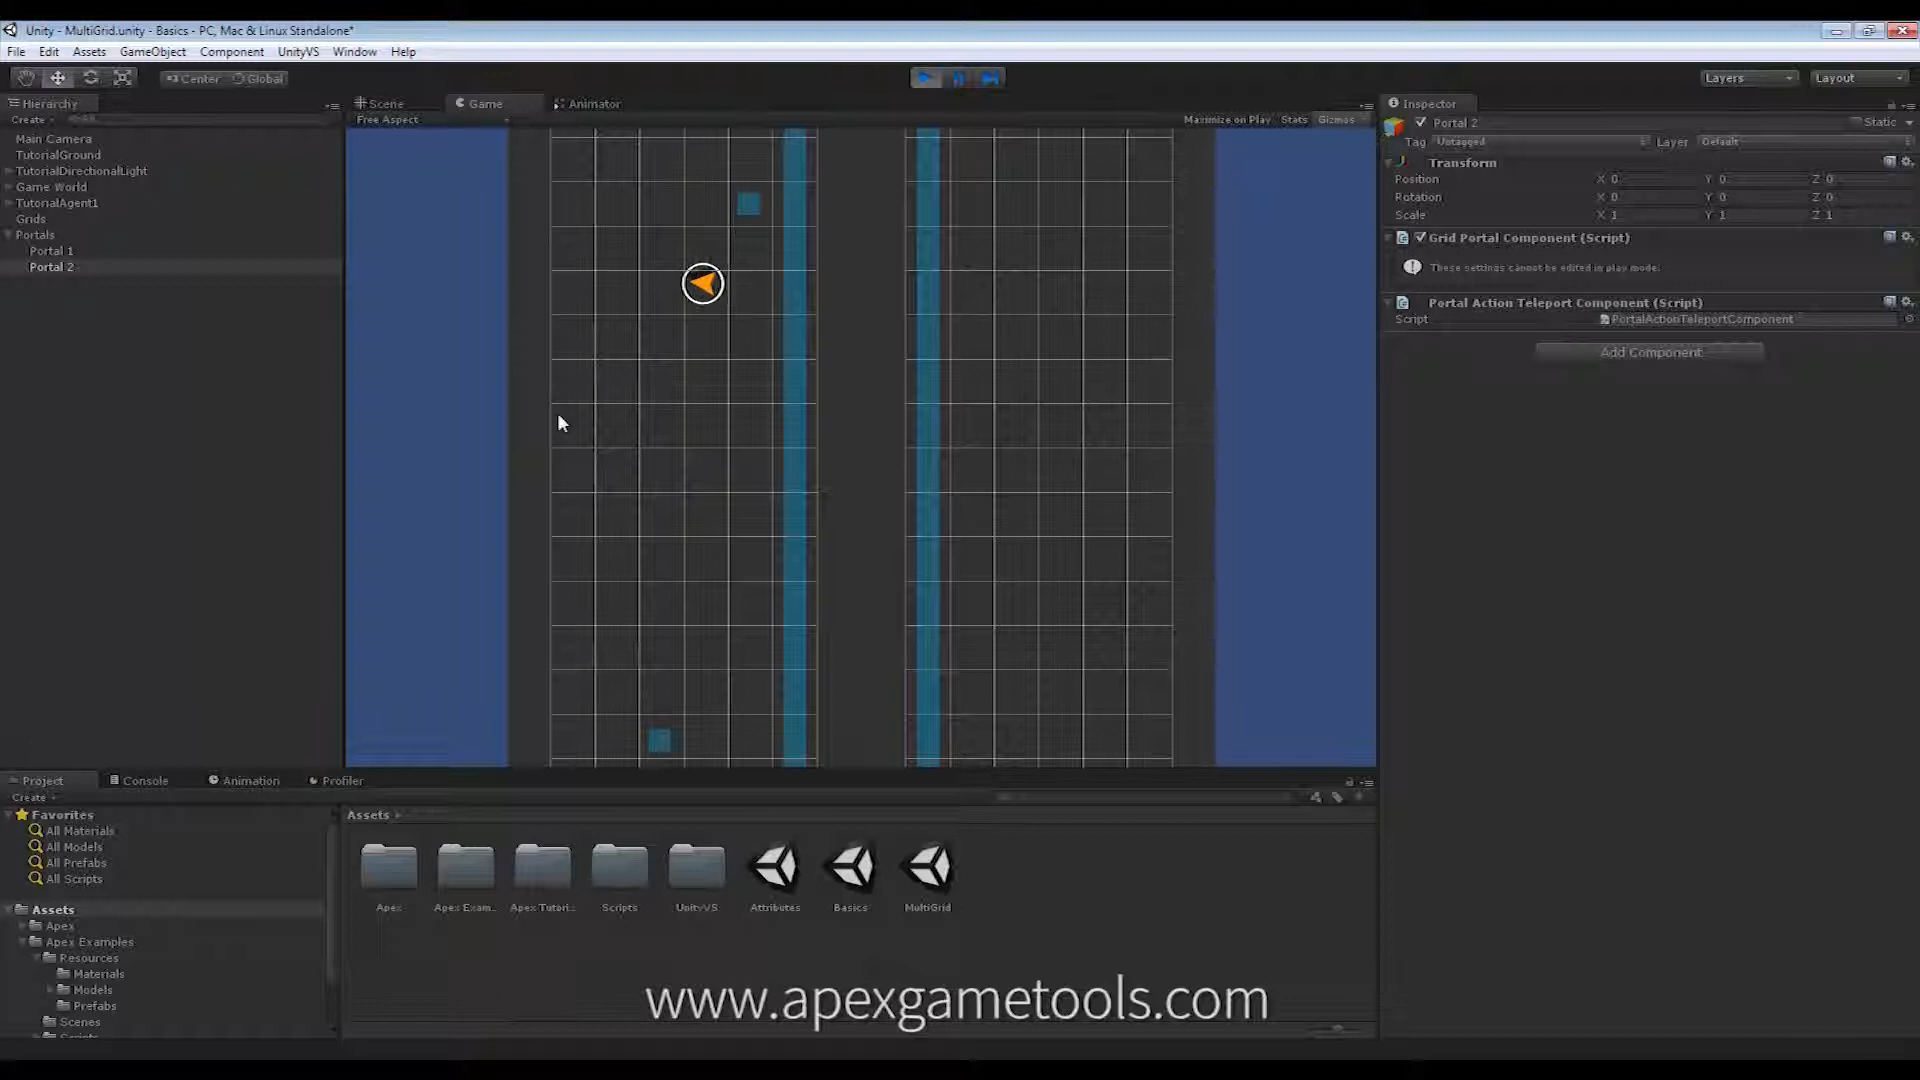 Unity - MultiGrid.unity - Basics - PC, Mac & Linux Standalone*
File Edit Assets GameObject Component UnityVS Window Help
Center Global Layers Layout
Hierarchy Scene Game Animator Inspector
Create All Free Aspect Maximize on Play Stats Gizmos Portal 2 Static
Main Camera
TutorialGround
TutorialDirectionalLight
Game World
TutorialAgent1
Grids
Portals
Portal 1
Portal 2
Tag Untagged Layer Default
Transform
Position X 0 Y 0 Z 0
Rotation X 0 Y 0 Z 0
Scale X 1 Y 1 Z 1
Grid Portal Component (Script)
These settings cannot be edited in play mode.
Portal Action Teleport Component (Script)
Script PortalActionTeleportComponent
Add Component
Project Console Animation Profiler
Create
Favorites
All Materials
All Models
All Prefabs
All Scripts
Assets
Apex
Apex Examples
Resources
Materials
Models
Prefabs
Scenes
Scripts
Assets
Apex Apex Exam... Apex Tutori... Scripts UnityVS Attributes Basics MultiGrid
www.apexgametools.com